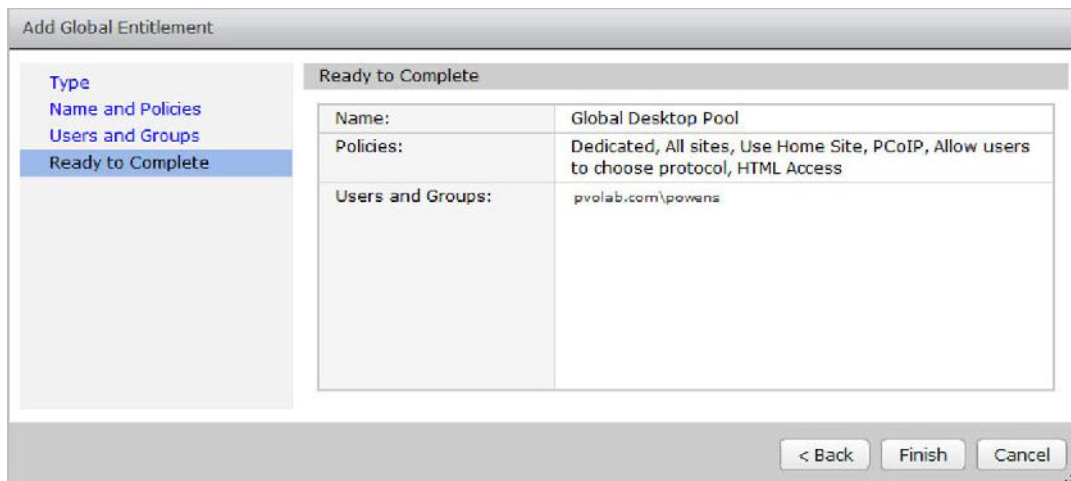 Add Global Entitlement
Type
Name and Policies
Users and Groups
Ready to Complete
Ready to Complete
Name:
Global Desktop Pool
Policies:
Dedicated, All sites, Use Home Site, PCoIP, Allow users
to choose protocol, HTML Access
Users and Groups:
pvolab.com\powens
< Back
Finish
Cancel